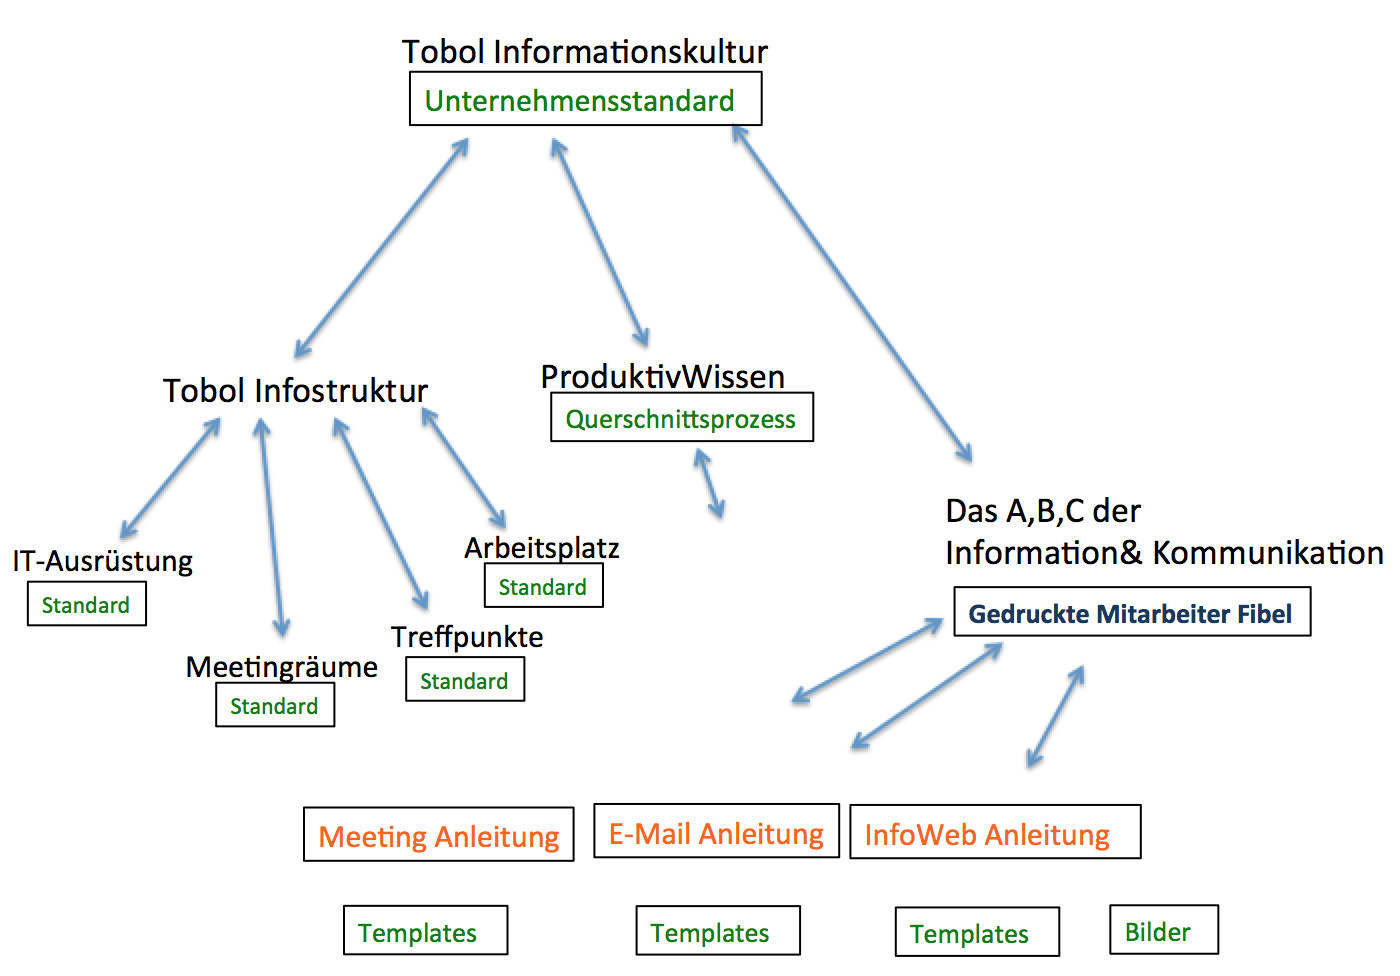 Tobol Informationskultur
Unternehmensstandard
Tobol Infostruktur
ProduktivWissen
Querschnittsprozess
Das A,B,C der
Information& Kommunikation
Gedruckte Mitarbeiter Fibel
IT-Ausrüstung
Standard
Arbeitsplatz
Standard
Meetingräume
Standard
Treffpunkte
Standard
Meeting Anleitung
E-Mail Anleitung
InfoWeb Anleitung
Templates
Templates
Templates
Bilder